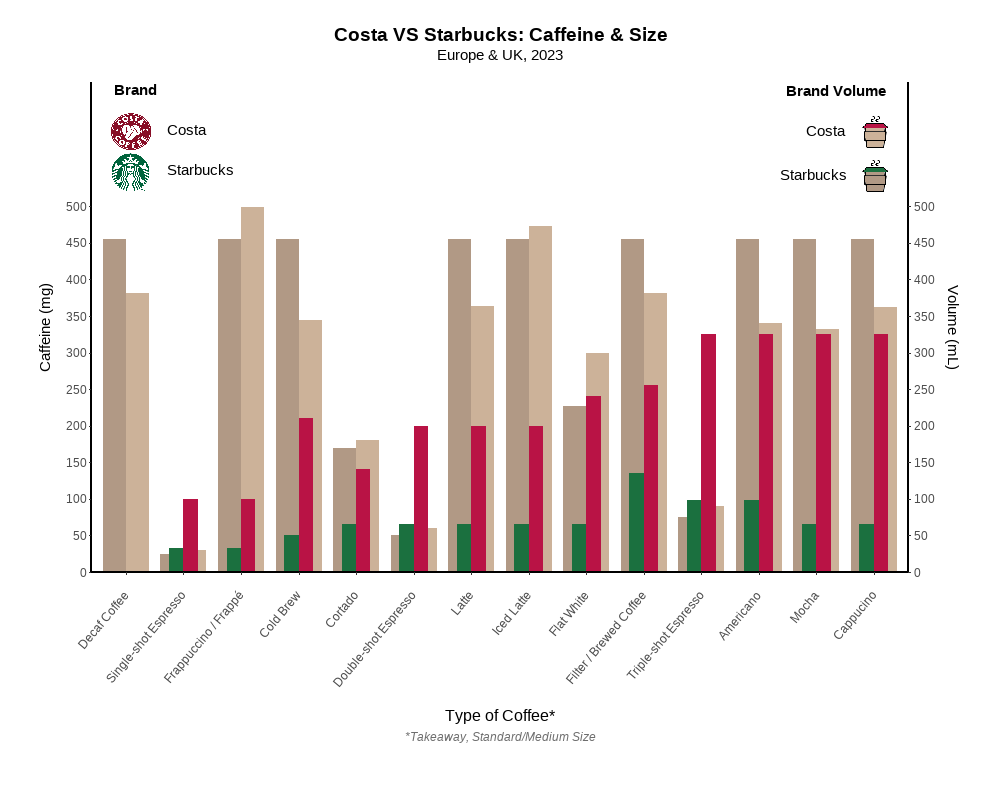 Costa VS Starbucks: Caffeine & Size
Europe & UK, 2023
Brand
Costa
Starbucks
Brand Volume
Costa
Starbucks
Caffeine (mg)
500
450
400
350
300
250
200
150
100
50
0
500
450
400
350
300
250
200
150
100
50
0
Volume (mL)
Decaf Coffee
Single-shot Espresso
Frappuccino / Frappé
Cold Brew
Cortado
Double-shot Espresso
Latte
Iced Latte
Flat White
Filter / Brewed Coffee
Triple-shot Espresso
Americano
Mocha
Cappucino
Type of Coffee*
*Takeaway, Standard/Medium Size